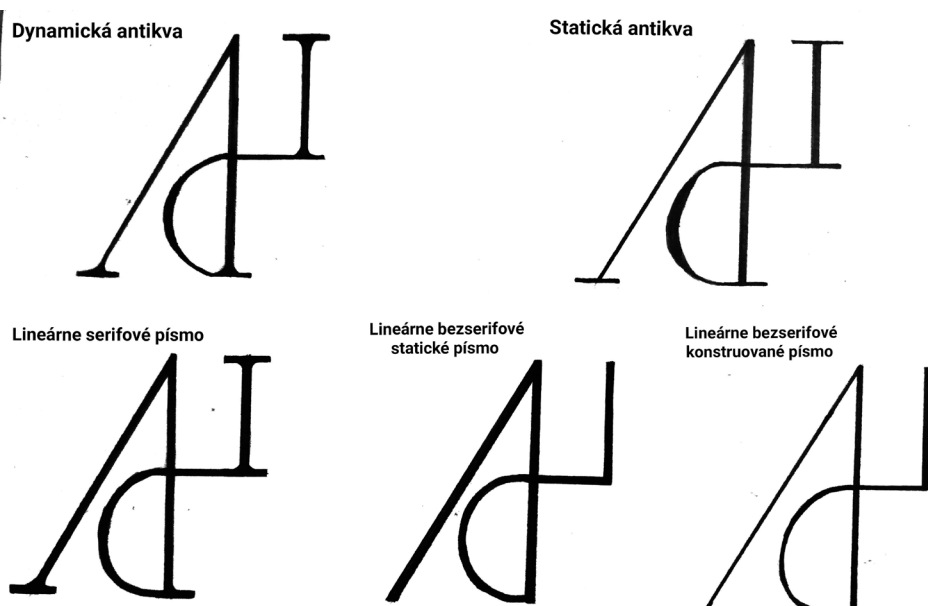 Dynamická antikva
Statická antikva
Lineárne serifové písmo
Lineárne bezserifové
statické písmo
Lineárne bezserifové
konstruované písmo